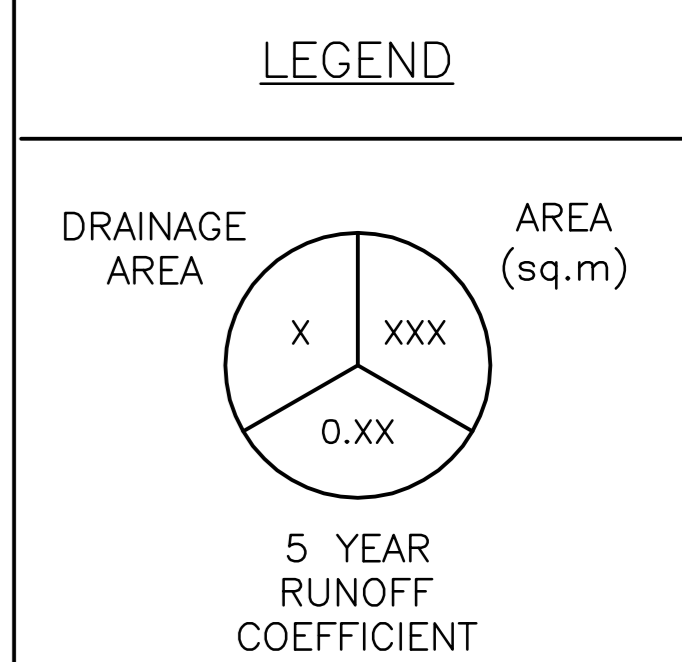 LEGEND
DRAINAGE
AREA
AREA
(sq.m)
X
XXX
0.XX
5 YEAR
RUNOFF
COEFFICIENT